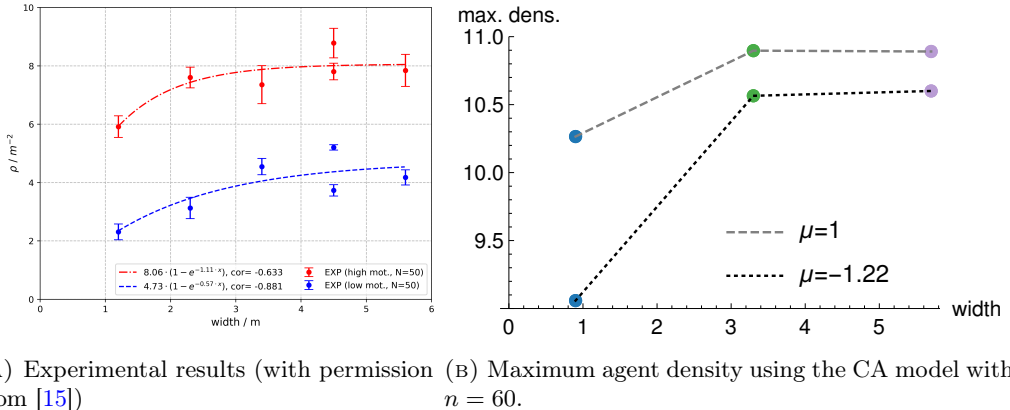 10
8
6
4
2
0
ρ / m⁻²
0 1 2 3 4 5 6
width / m
8.06 · (1 − e^{−1.11·x}), cor= -0.633
4.73 · (1 − e^{−0.57·x}), cor= -0.881
EXP (high mot., N=50)
EXP (low mot., N=50)
max. dens.
11.0
10.5
10.0
9.5
0 1 2 3 4 5
width
μ=1
μ=−1.22
) Experimental results (with permission
om [15])
(B) Maximum agent density using the CA model with
n = 60.